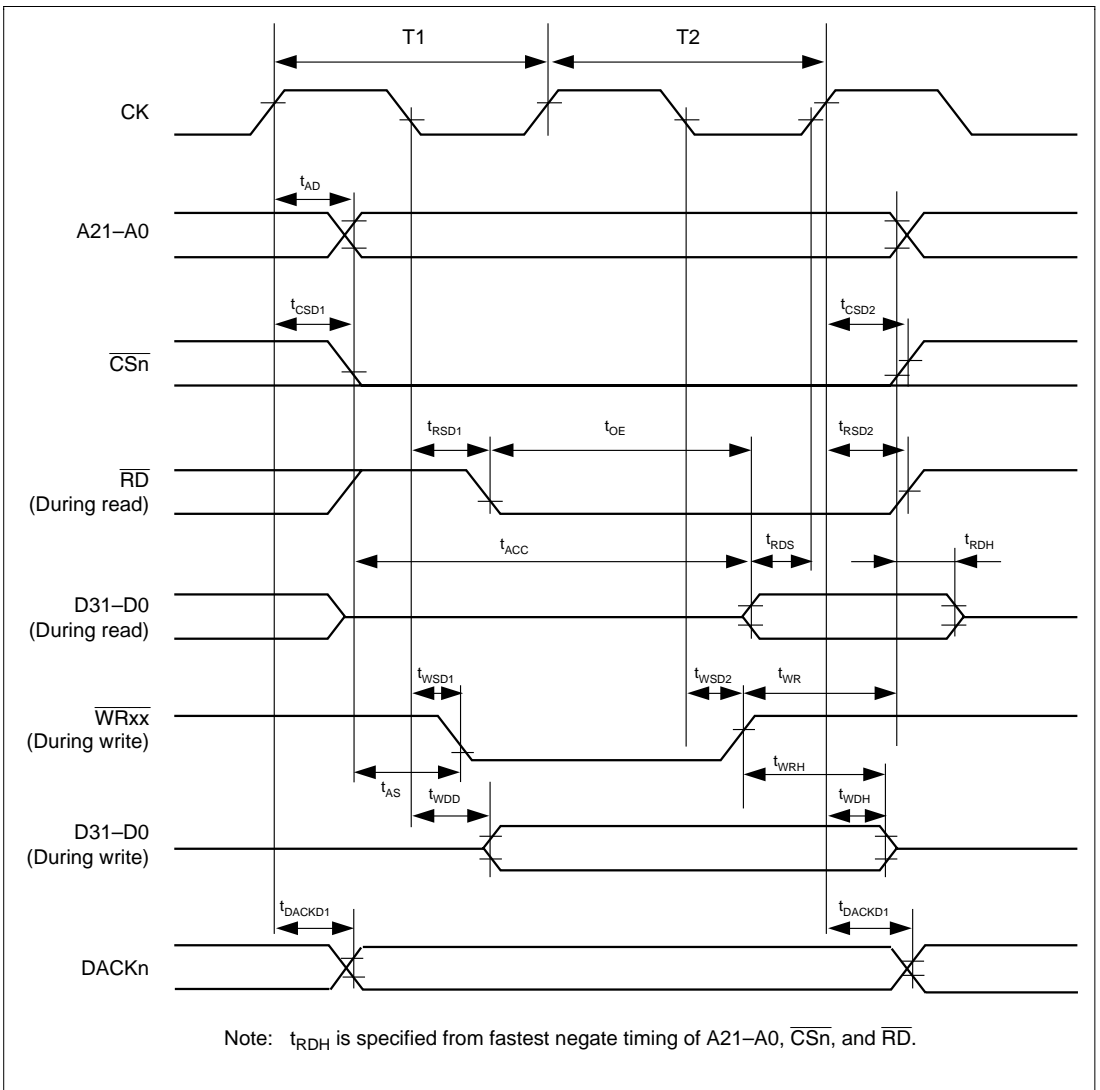 T1 T2
CK
tAD
A21–A0
tCSD1 tCSD2
CSn
tRSD1 tOE tRSD2
RD
(During read)
tACC tRDS tRDH
D31–D0
(During read)
tWSD1 tWSD2 tWR
WRxx
(During write)
tWRH
tAS tWDD tWDH
D31–D0
(During write)
tDACKD1 tDACKD1
DACKn
Note: tRDH is specified from fastest negate timing of A21–A0, CSn, and RD.